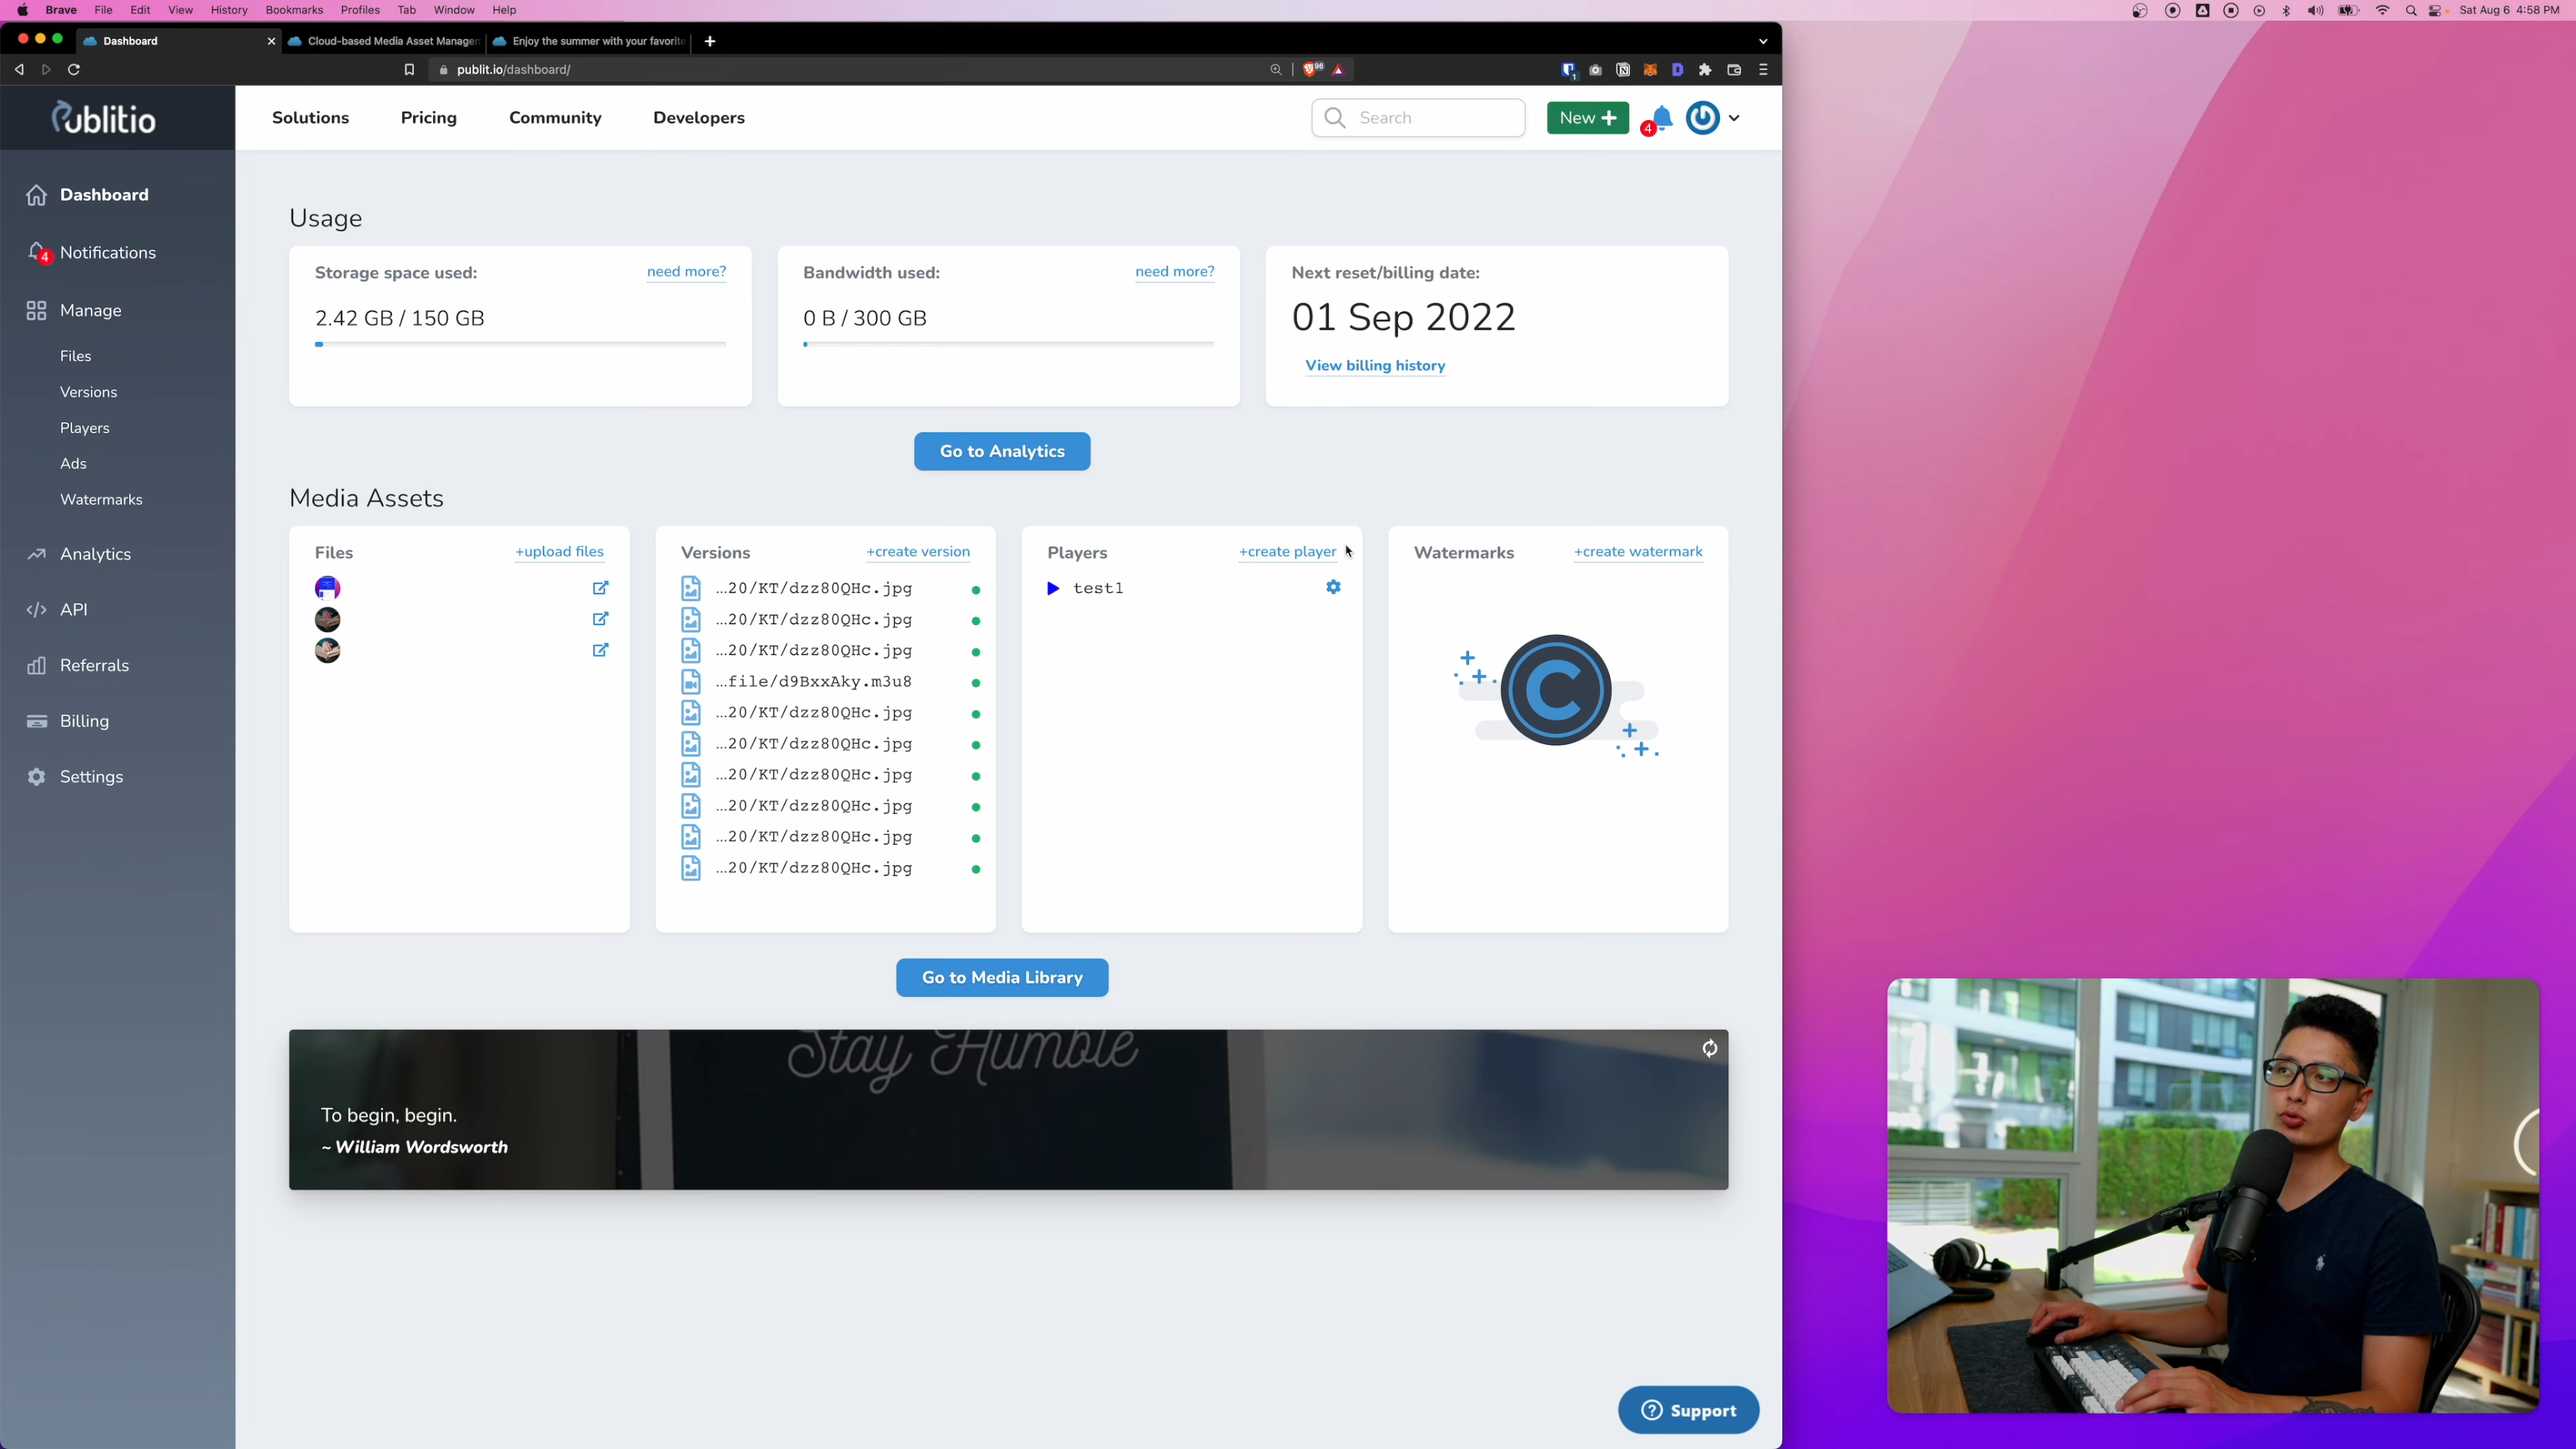 Brave File Edit View History Bookmarks Profiles Tab Window Help
Sat Aug 6 4:58 PM
Dashboard
Cloud-based Media Asset Managem
Enjoy the summer with your favorite
publit.io/dashboard/
96
1
Publitio
Solutions Pricing Community Developers
Search
New +
4
Dashboard
4 Notifications
Manage
Files
Versions
Players
Ads
Watermarks
Analytics
API
Referrals
Billing
Settings
Usage
Storage space used: need more?
2.42 GB / 150 GB
Bandwidth used: need more?
0 B / 300 GB
Next reset/billing date:
01 Sep 2022
View billing history
Go to Analytics
Media Assets
Files +upload files
Versions +create version
...20/KT/dzz80QHc.jpg
...20/KT/dzz80QHc.jpg
...20/KT/dzz80QHc.jpg
...file/d9BxxAky.m3u8
...20/KT/dzz80QHc.jpg
...20/KT/dzz80QHc.jpg
...20/KT/dzz80QHc.jpg
...20/KT/dzz80QHc.jpg
...20/KT/dzz80QHc.jpg
...20/KT/dzz80QHc.jpg
Players +create player
test1
Watermarks +create watermark
C
Go to Media Library
Stay Humble
To begin, begin.
~ William Wordsworth
Support